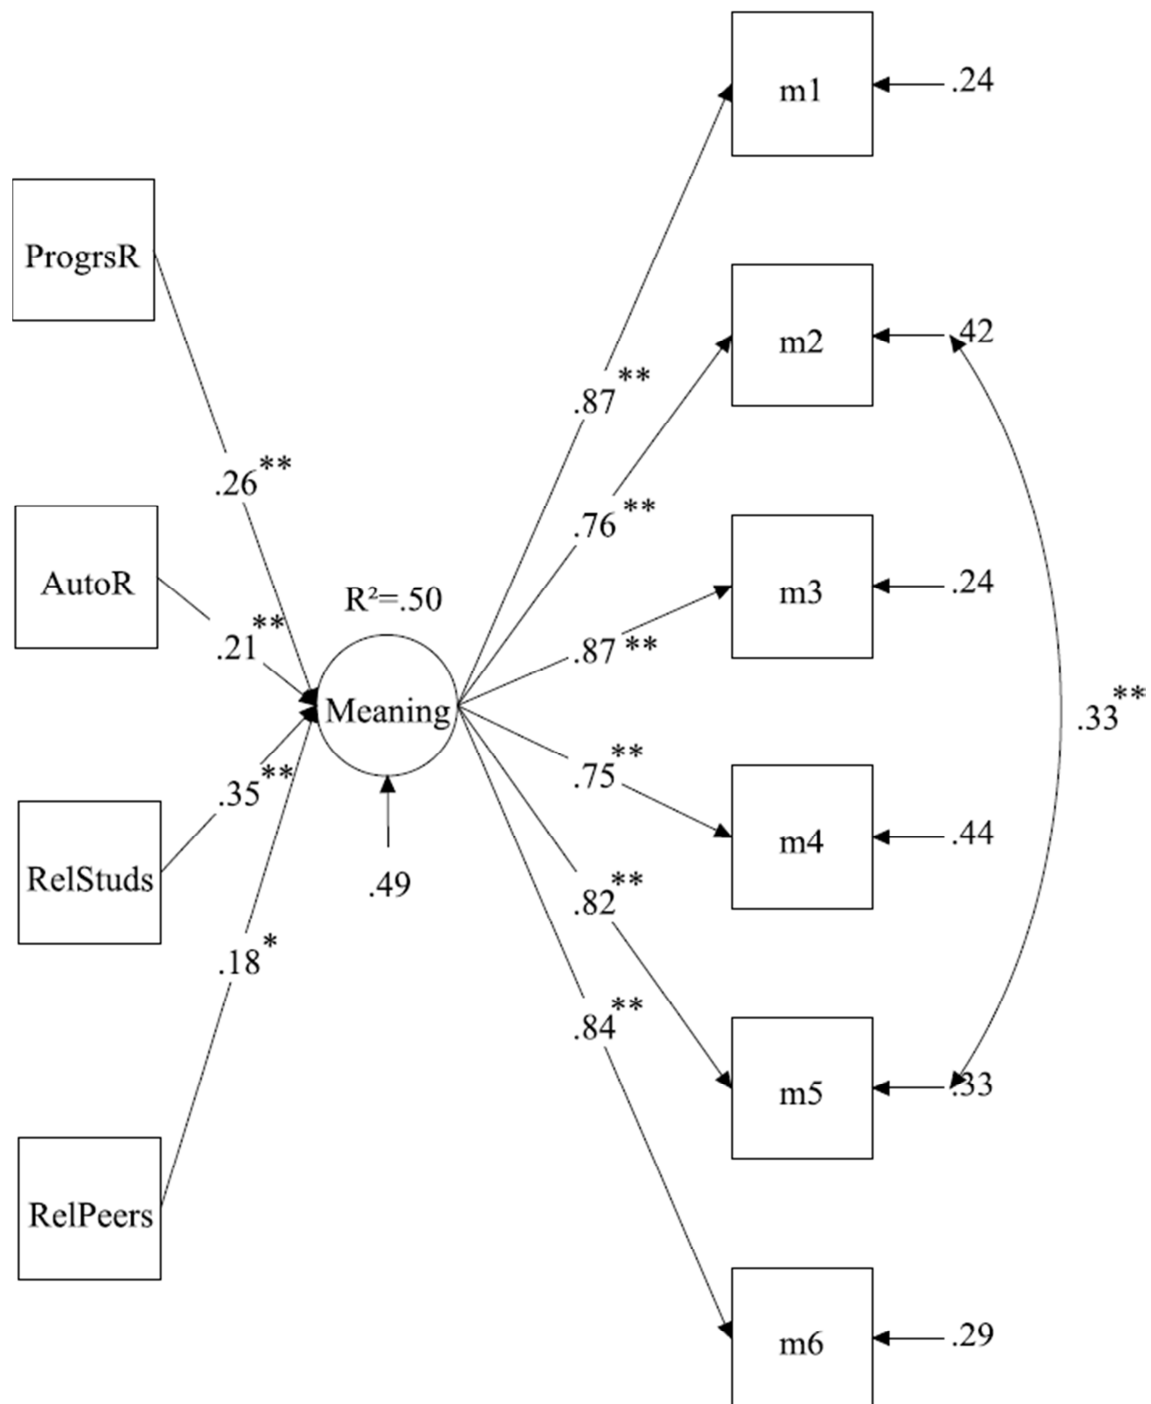 m1
.24
ProgrsR
m2
.42
.87**
.26**
.76**
AutoR
m3
.24
R²=.50
.21**
.87**
Meaning
.33**
.35**
.75**
m4
.44
RelStuds
.49
.82**
.18*
.84**
m5
.33
RelPeers
m6
.29